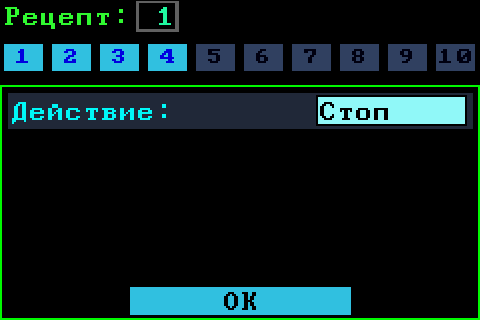 Рецепт: 1
1 2 3 4 5 6 7 8 9 10
Действие: Стоп
OK